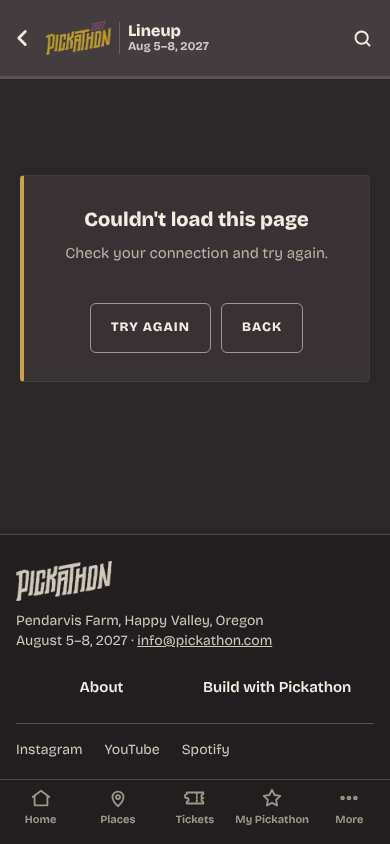 PICKATHON
Lineup
Aug 5–8, 2027
Couldn't load this page
Check your connection and try again.
TRY AGAIN
BACK
PICKATHON
Pendarvis Farm, Happy Valley, Oregon
August 5–8, 2027 · info@pickathon.com
About
Build with Pickathon
Instagram YouTube Spotify
Home Places Tickets My Pickathon More